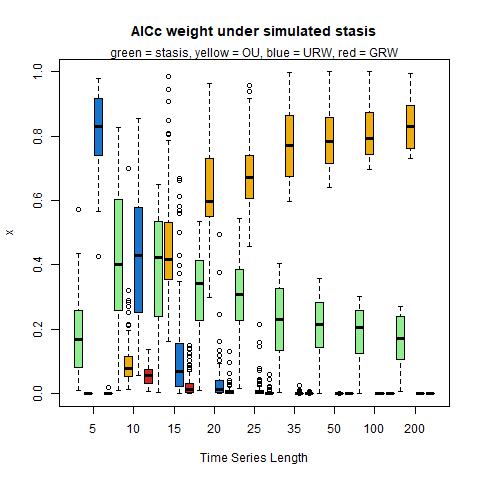 AICc weight under simulated stasis
green = stasis, yellow = OU, blue = URW, red = GRW
1.0
0.8
0.6
x
0.4
0.2
0.0
5 10 15 20 25 35 50 100 200
Time Series Length